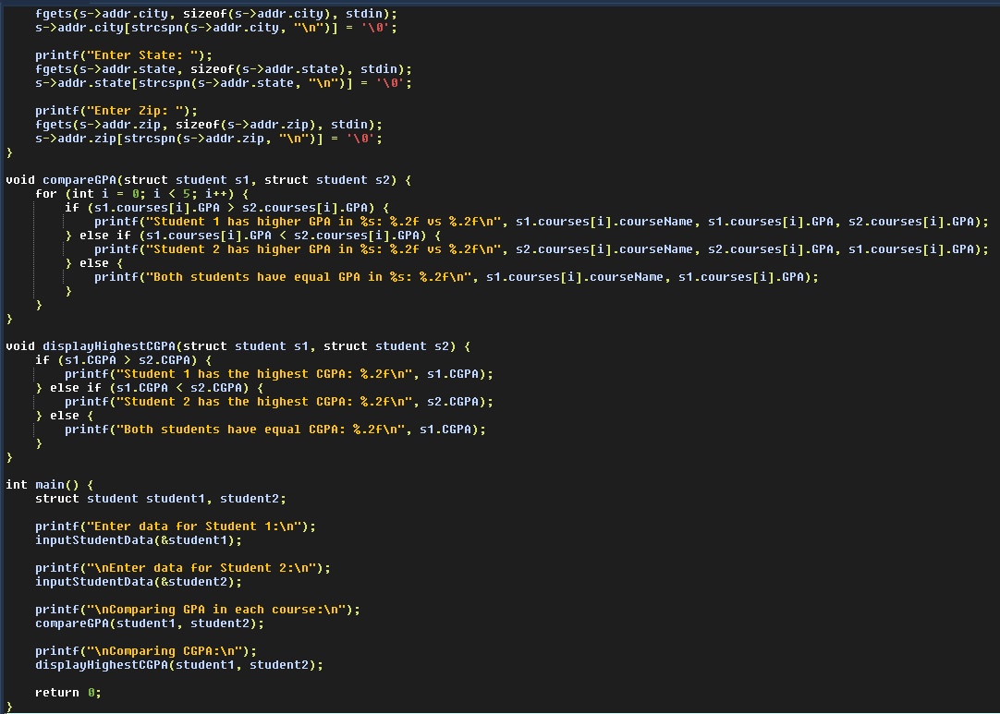 fgets(s->addr.city, sizeof(s->addr.city), stdin);
s->addr.city[strcspn(s->addr.city, "\n")] = '\0';
printf("Enter State: ");
fgets(s->addr.state, sizeof(s->addr.state), stdin);
s->addr.state[strcspn(s->addr.state, "\n")] = '\0';
printf("Enter Zip: ");
fgets(s->addr.zip, sizeof(s->addr.zip), stdin);
s->addr.zip[strcspn(s->addr.zip, "\n")] = '\0';
}
void compareGPA(struct student s1, struct student s2) {
for (int i = 0; i < 5; i++) {
if (s1.courses[i].GPA > s2.courses[i].GPA) {
printf("Student 1 has higher GPA in %s: %.2f vs %.2f\n", s1.courses[i].courseName, s1.courses[i].GPA, s2.courses[i].GPA);
} else if (s1.courses[i].GPA < s2.courses[i].GPA) {
printf("Student 2 has higher GPA in %s: %.2f vs %.2f\n", s2.courses[i].courseName, s2.courses[i].GPA, s1.courses[i].GPA);
} else {
printf("Both students have equal GPA in %s: %.2f\n", s1.courses[i].courseName, s1.courses[i].GPA);
}
}
}
void displayHighestCGPA(struct student s1, struct student s2) {
if (s1.CGPA > s2.CGPA) {
printf("Student 1 has the highest CGPA: %.2f\n", s1.CGPA);
} else if (s1.CGPA < s2.CGPA) {
printf("Student 2 has the highest CGPA: %.2f\n", s2.CGPA);
} else {
printf("Both students have equal CGPA: %.2f\n", s1.CGPA);
}
}
int main() {
struct student student1, student2;
printf("Enter data for Student 1:\n");
inputStudentData(&student1);
printf("\nEnter data for Student 2:\n");
inputStudentData(&student2);
printf("\nComparing GPA in each course:\n");
compareGPA(student1, student2);
printf("\nComparing CGPA:\n");
displayHighestCGPA(student1, student2);
return 0;
}